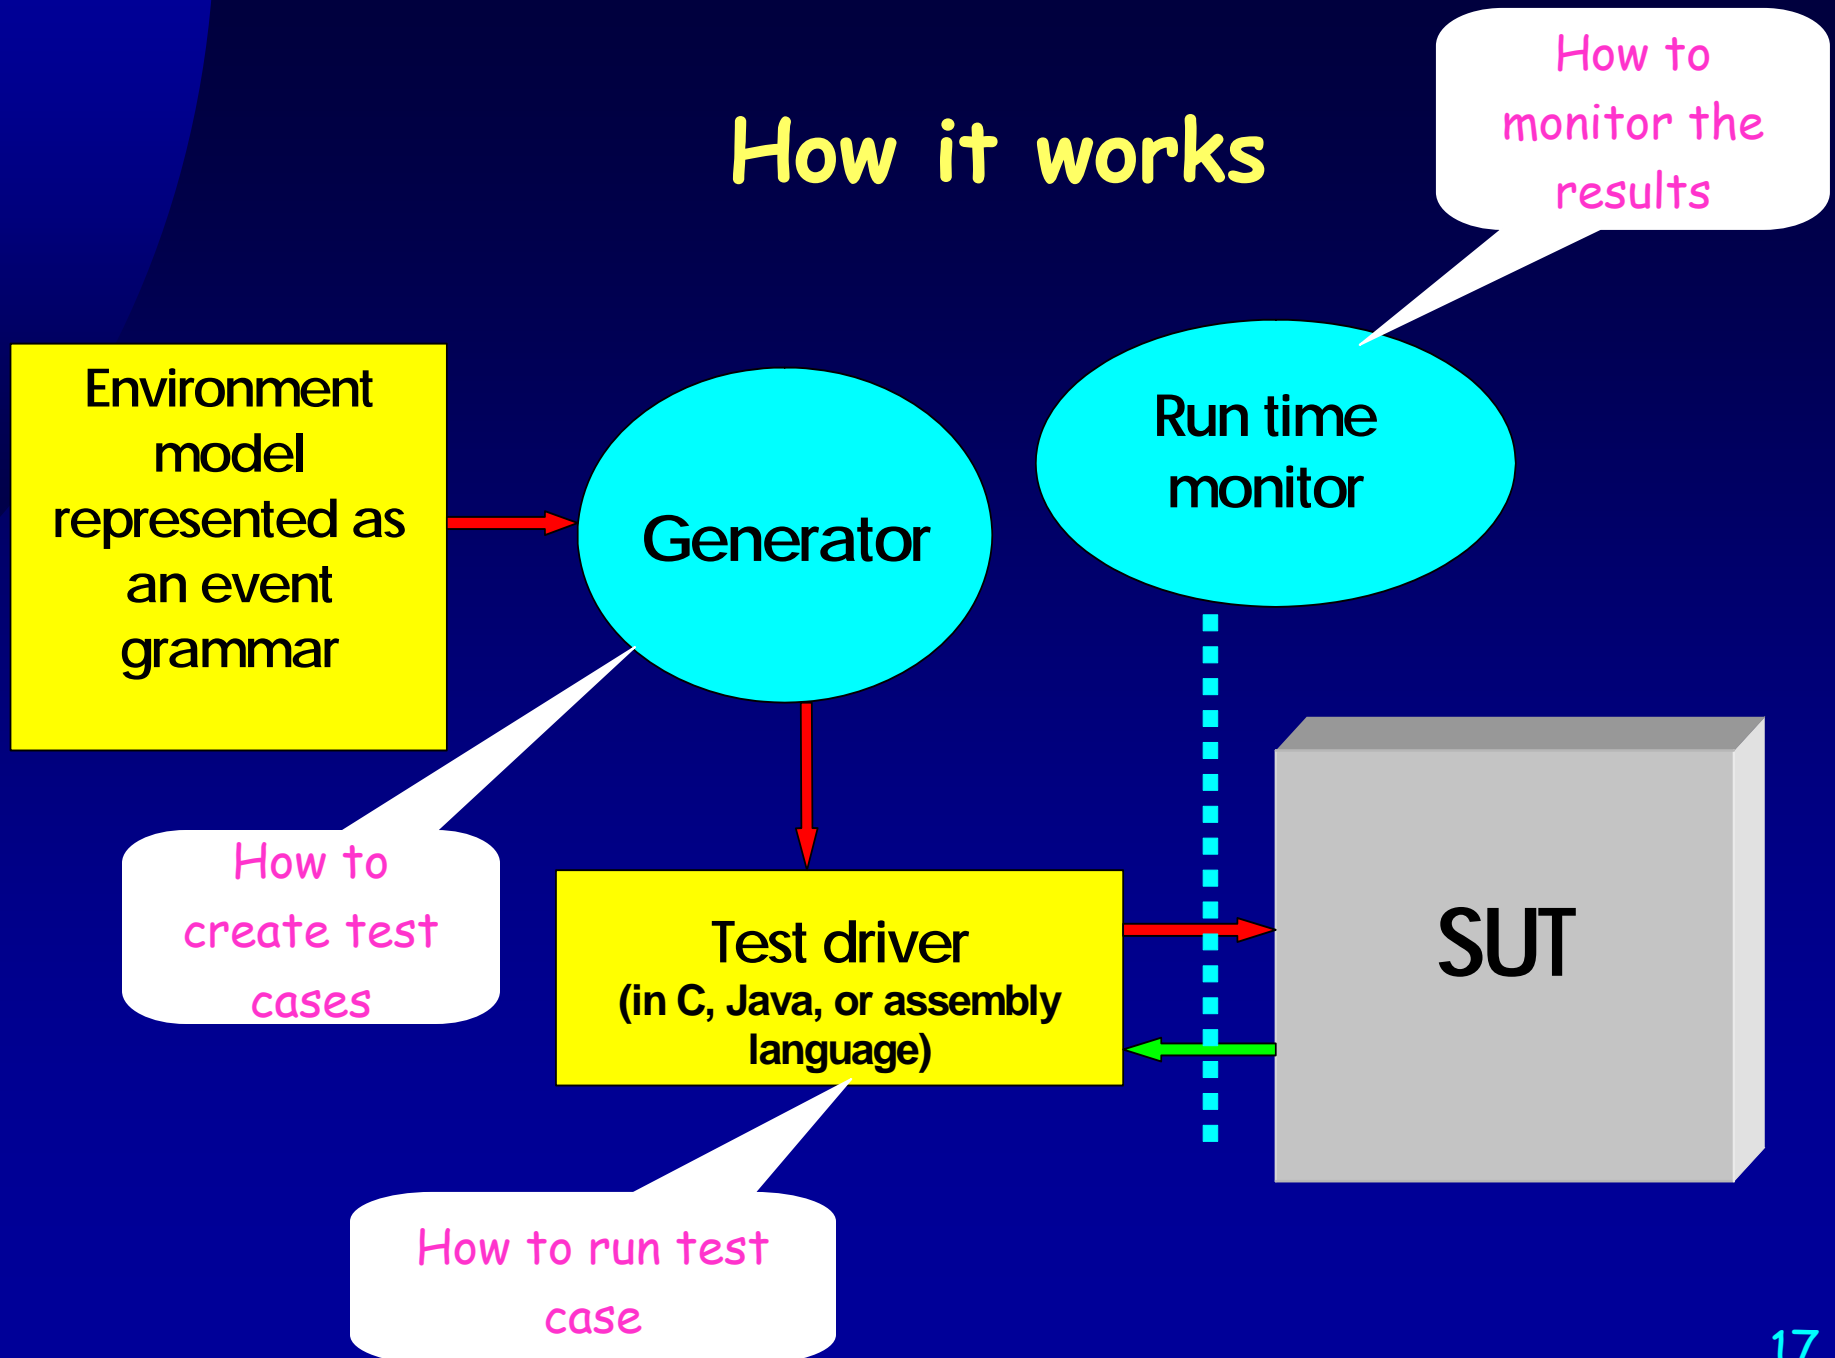 How it works
How to
monitor the
results
Environment
model
represented as
an event
grammar
Generator
Run time
monitor
How to
create test
cases
Test driver
(in C, Java, or assembly
language)
SUT
How to run test
case
17